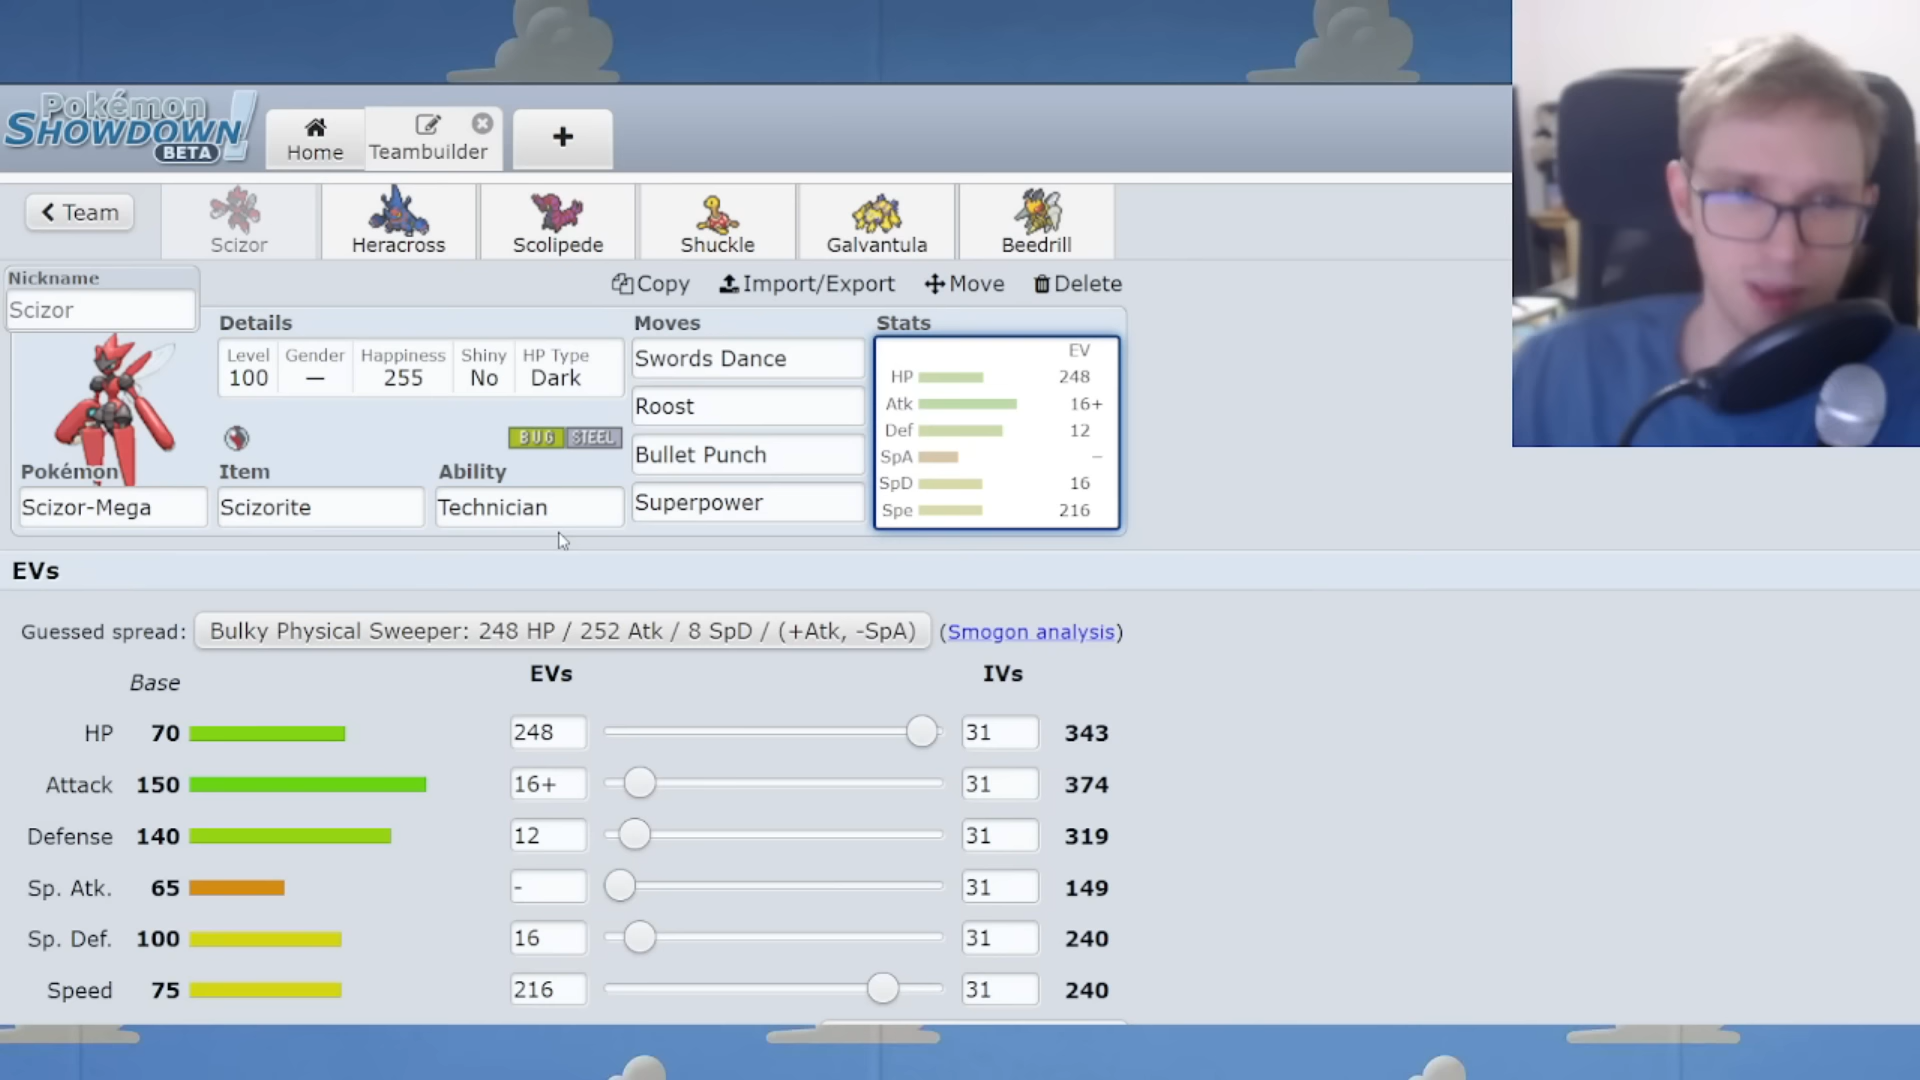 Pokémon
SHOWDOWN!
BETA
Home
Teambuilder
+
Team
Scizor
Heracross
Scolipede
Shuckle
Galvantula
Beedrill
Copy
Import/Export
Move
Delete
Nickname
Scizor
Pokémon
Scizor-Mega
Details
Level
100
Gender
—
Happiness
255
Shiny
No
HP Type
Dark
BUG STEEL
Item
Scizorite
Ability
Technician
Moves
Swords Dance
Roost
Bullet Punch
Superpower
Stats
EV
HP 248
Atk 16+
Def 12
SpA –
SpD 16
Spe 216
EVs
Guessed spread: Bulky Physical Sweeper: 248 HP / 252 Atk / 8 SpD / (+Atk, -SpA) (Smogon analysis)
Base EVs IVs
HP 70 248 31 343
Attack 150 16+ 31 374
Defense 140 12 31 319
Sp. Atk. 65 - 31 149
Sp. Def. 100 16 31 240
Speed 75 216 31 240